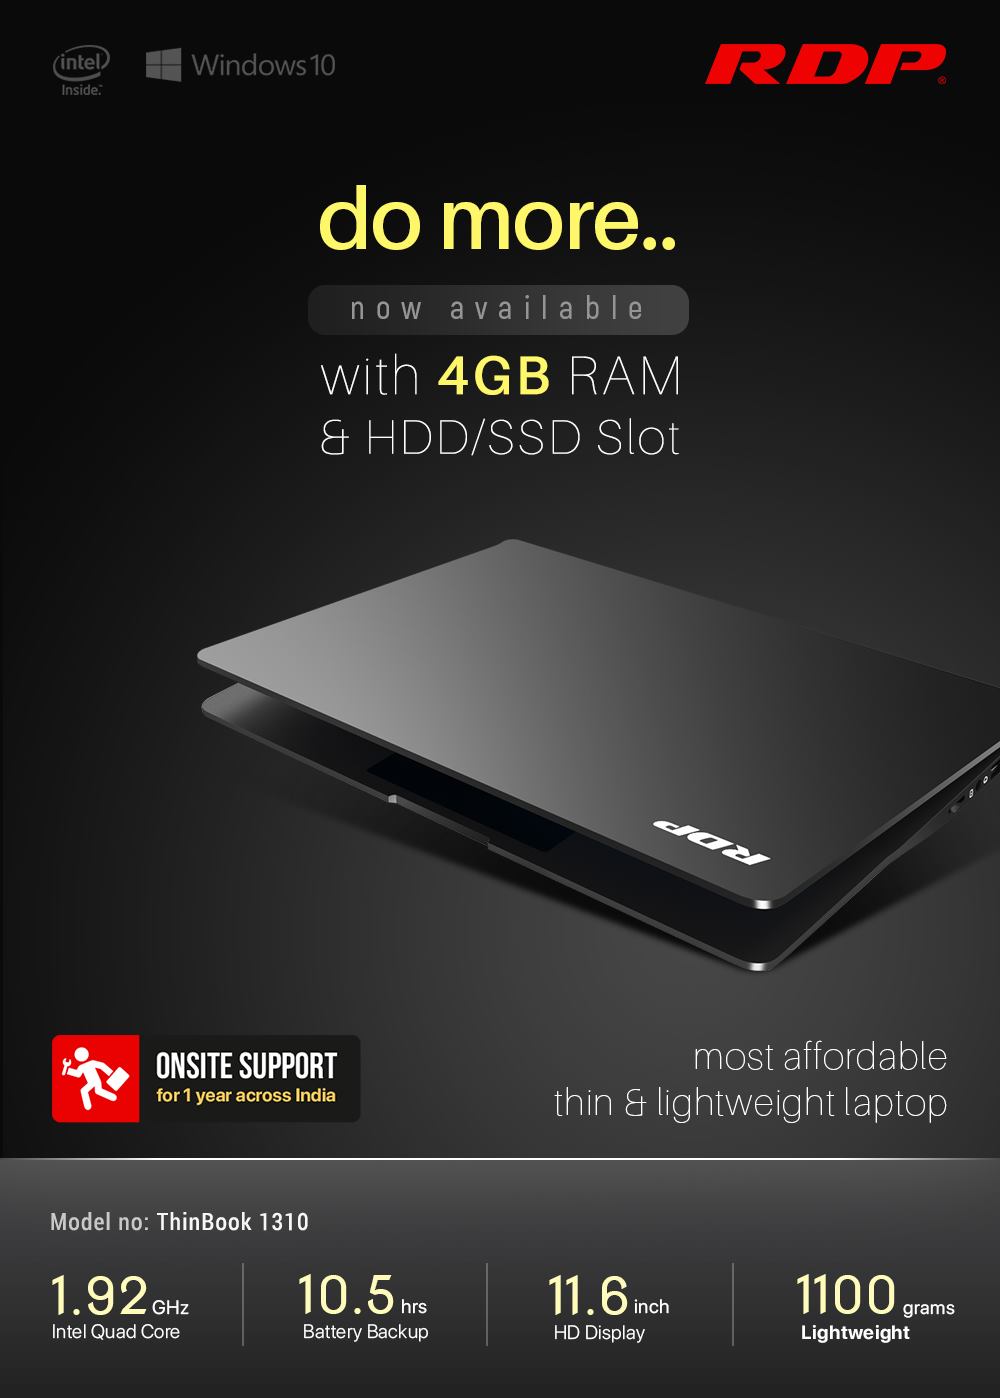 intel
Inside.™
Windows 10
RDP®
do more..
now available
with 4GB RAM
& HDD/SSD Slot
RDP
ONSITE SUPPORT
for 1 year across India
most affordable
thin & lightweight laptop
Model no: ThinBook 1310
1.92 GHz
Intel Quad Core
10.5 hrs
Battery Backup
11.6 inch
HD Display
1100 grams
Lightweight